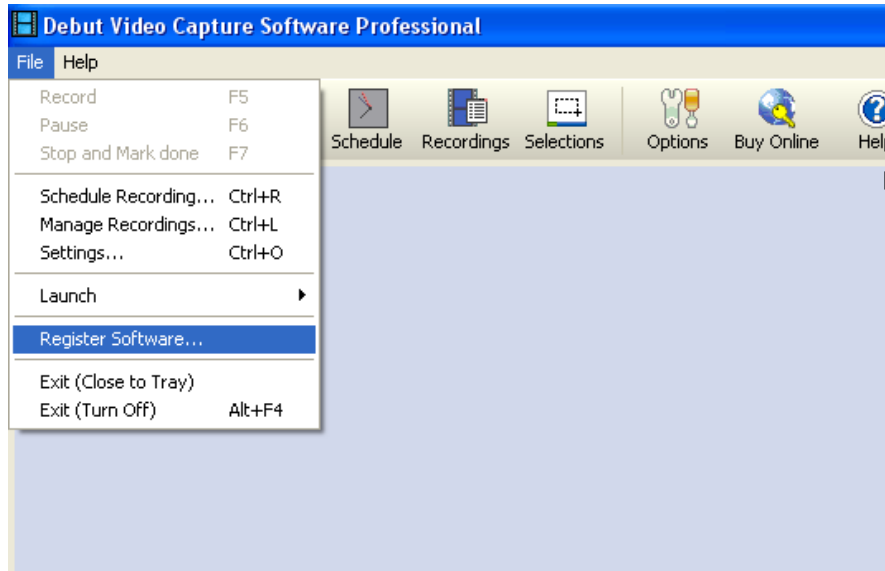 Debut Video Capture Software Professional
File Help
Record F5
Pause F6
Stop and Mark done F7
Schedule Recording... Ctrl+R
Manage Recordings... Ctrl+L
Settings... Ctrl+O
Launch
Register Software...
Exit (Close to Tray)
Exit (Turn Off) Alt+F4
Schedule Recordings Selections Options Buy Online Hel